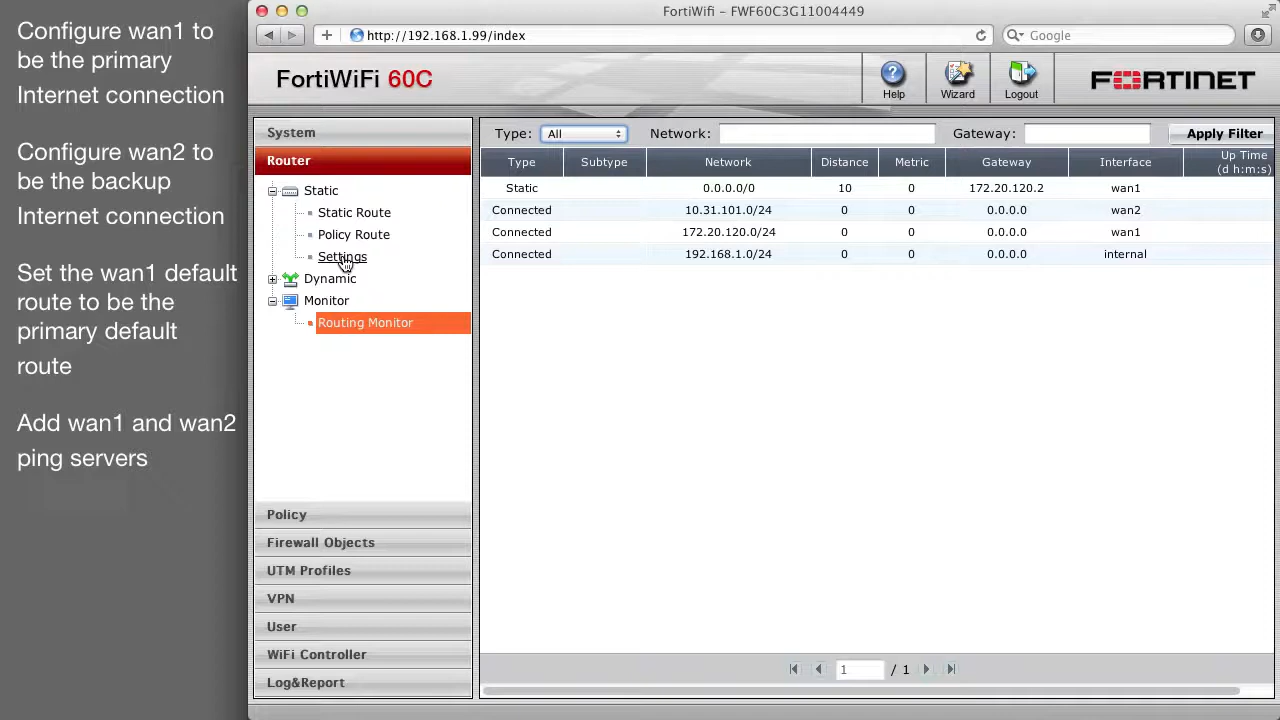 Configure wan1 to
be the primary
Internet connection
Configure wan2 to
be the backup
Internet connection
Set the wan1 default
route to be the
primary default
route
Add wan1 and wan2
ping servers
FortiWifi - FWF60C3G11004449
http://192.168.1.99/index
Google
FortiWiFi 60C
Help
Wizard
Logout
FORTINET
System
Router
Static
Static Route
Policy Route
Settings
Dynamic
Monitor
Routing Monitor
Policy
Firewall Objects
UTM Profiles
VPN
User
WiFi Controller
Log&Report
Type: All Network: Gateway: Apply Filter
Type Subtype Network Distance Metric Gateway Interface Up Time (d h:m:s)
Static 0.0.0.0/0 10 0 172.20.120.2 wan1
Connected 10.31.101.0/24 0 0 0.0.0.0 wan2
Connected 172.20.120.0/24 0 0 0.0.0.0 wan1
Connected 192.168.1.0/24 0 0 0.0.0.0 internal
1 / 1